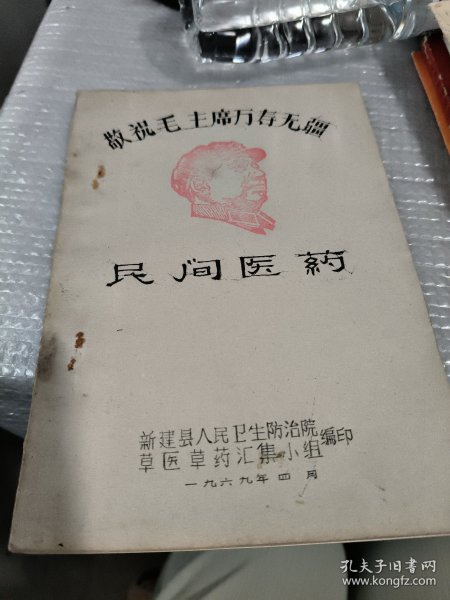 敬祝毛主席万寿无疆
民间医药
新建县人民卫生防治院
草医草药汇集小组编印
一九六九年四月
孔夫子旧书网
www.kongfz.com